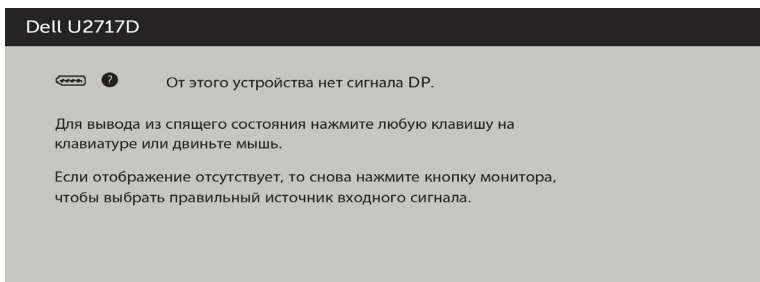 Dell U2717D
? От этого устройства нет сигнала DP.
Для вывода из спящего состояния нажмите любую клавишу на
клавиатуре или двиньте мышь.
Если отображение отсутствует, то снова нажмите кнопку монитора,
чтобы выбрать правильный источник входного сигнала.